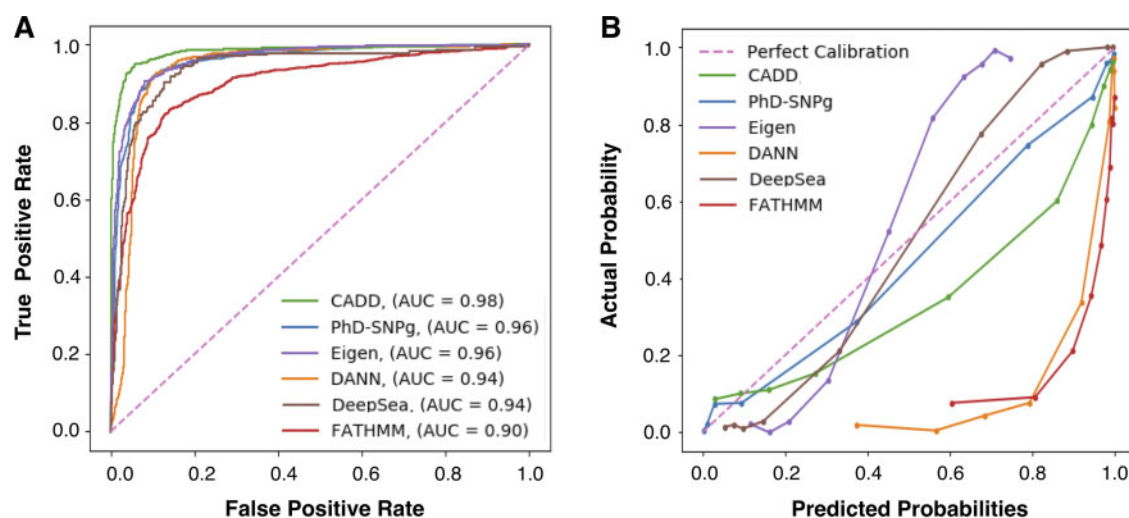 A
True Positive Rate
1.0
0.8
0.6
0.4
0.2
0.0
CADD, (AUC = 0.98)
PhD-SNPg, (AUC = 0.96)
Eigen, (AUC = 0.96)
DANN, (AUC = 0.94)
DeepSea, (AUC = 0.94)
FATHMM, (AUC = 0.90)
0.0 0.2 0.4 0.6 0.8 1.0
False Positive Rate
B
Actual Probability
1.0
0.8
0.6
0.4
0.2
0.0
Perfect Calibration
CADD
PhD-SNPg
Eigen
DANN
DeepSea
FATHMM
0.0 0.2 0.4 0.6 0.8 1.0
Predicted Probabilities